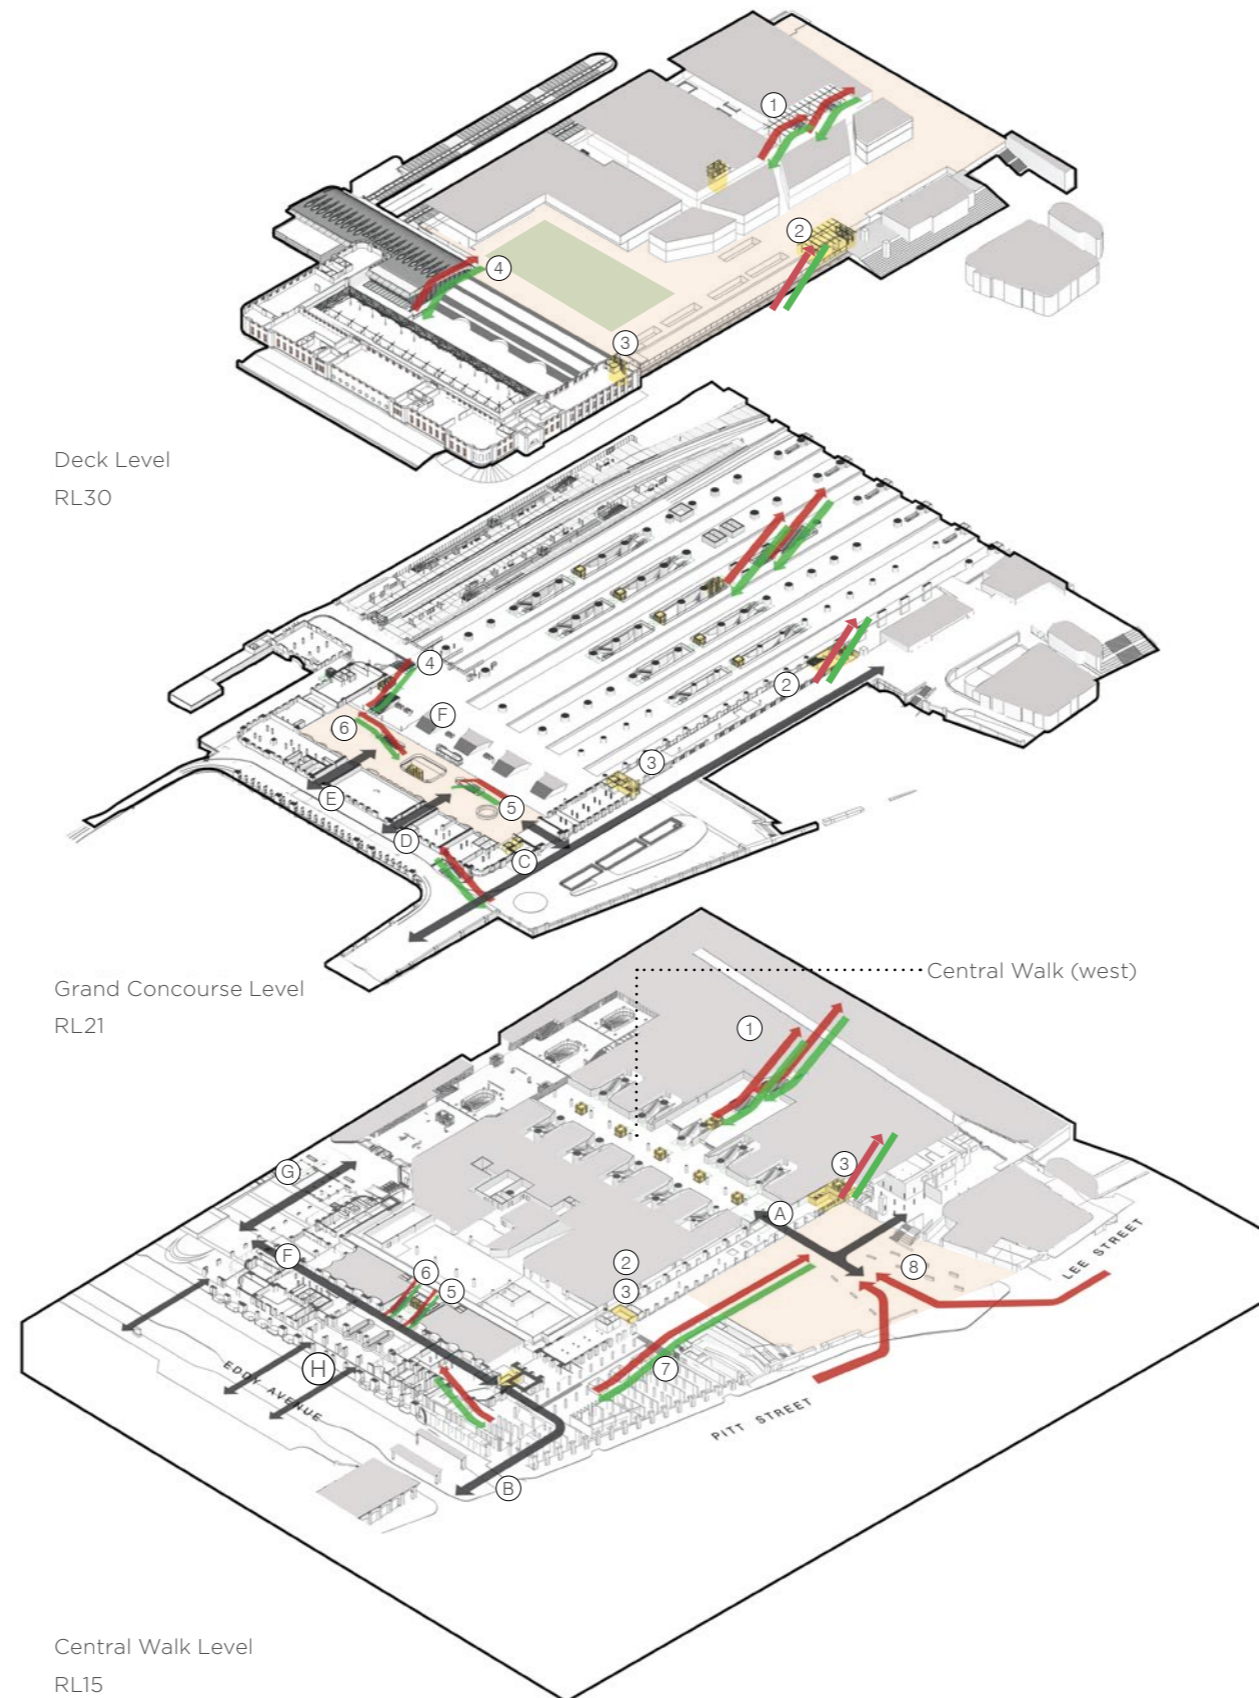 1
2
4
3
Deck Level
RL30
4
F
2
6
3
E
5
D
C
Central Walk (west)
Grand Concourse Level
RL21
1
3
G
A
F
2
8
LEE STREET
6
5
3
H
7
EDDY AVENUE
PITT STREET
B
Central Walk Level
RL15